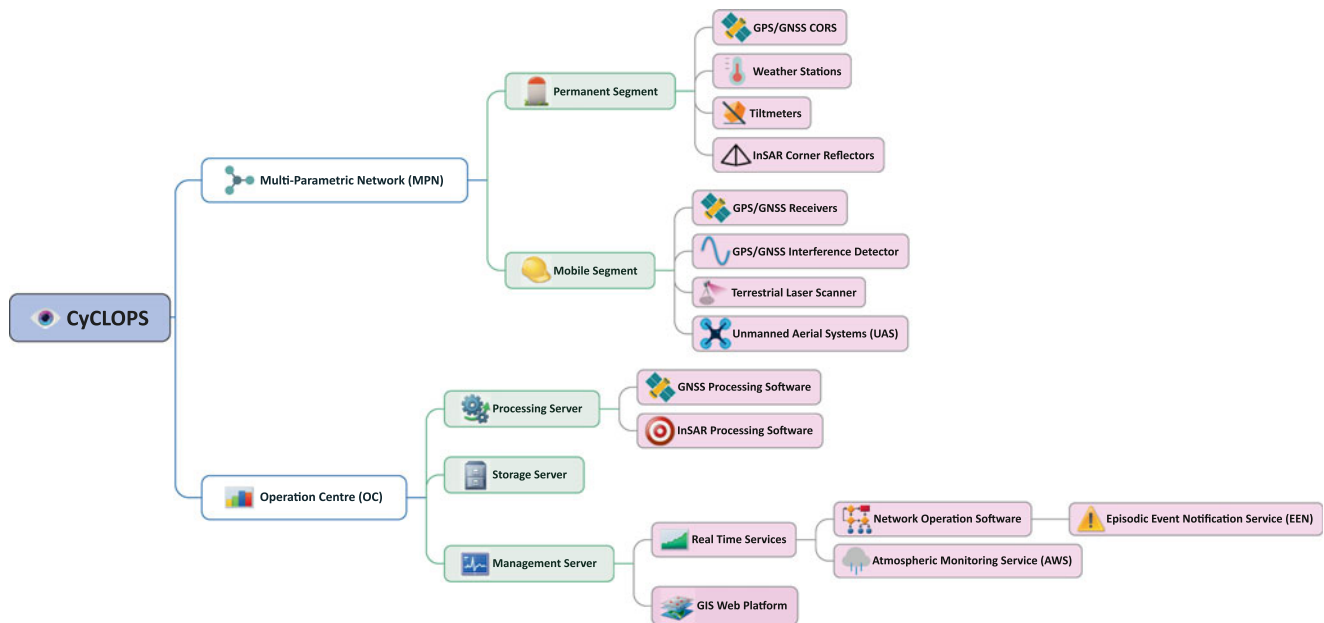 CyCLOPS
Multi-Parametric Network (MPN)
Permanent Segment
GPS/GNSS CORS
Weather Stations
Tiltmeters
InSAR Corner Reflectors
Mobile Segment
GPS/GNSS Receivers
GPS/GNSS Interference Detector
Terrestrial Laser Scanner
Unmanned Aerial Systems (UAS)
Operation Centre (OC)
Processing Server
GNSS Processing Software
InSAR Processing Software
Storage Server
Management Server
Real Time Services
Network Operation Software
Episodic Event Notification Service (EEN)
Atmospheric Monitoring Service (AWS)
GIS Web Platform